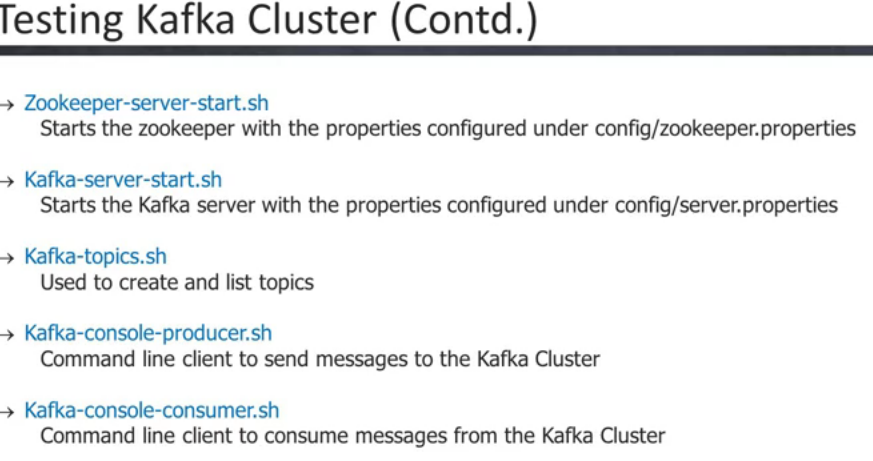 Testing Kafka Cluster (Contd.)
→ Zookeeper-server-start.sh
Starts the zookeeper with the properties configured under config/zookeeper.properties
→ Kafka-server-start.sh
Starts the Kafka server with the properties configured under config/server.properties
→ Kafka-topics.sh
Used to create and list topics
→ Kafka-console-producer.sh
Command line client to send messages to the Kafka Cluster
→ Kafka-console-consumer.sh
Command line client to consume messages from the Kafka Cluster